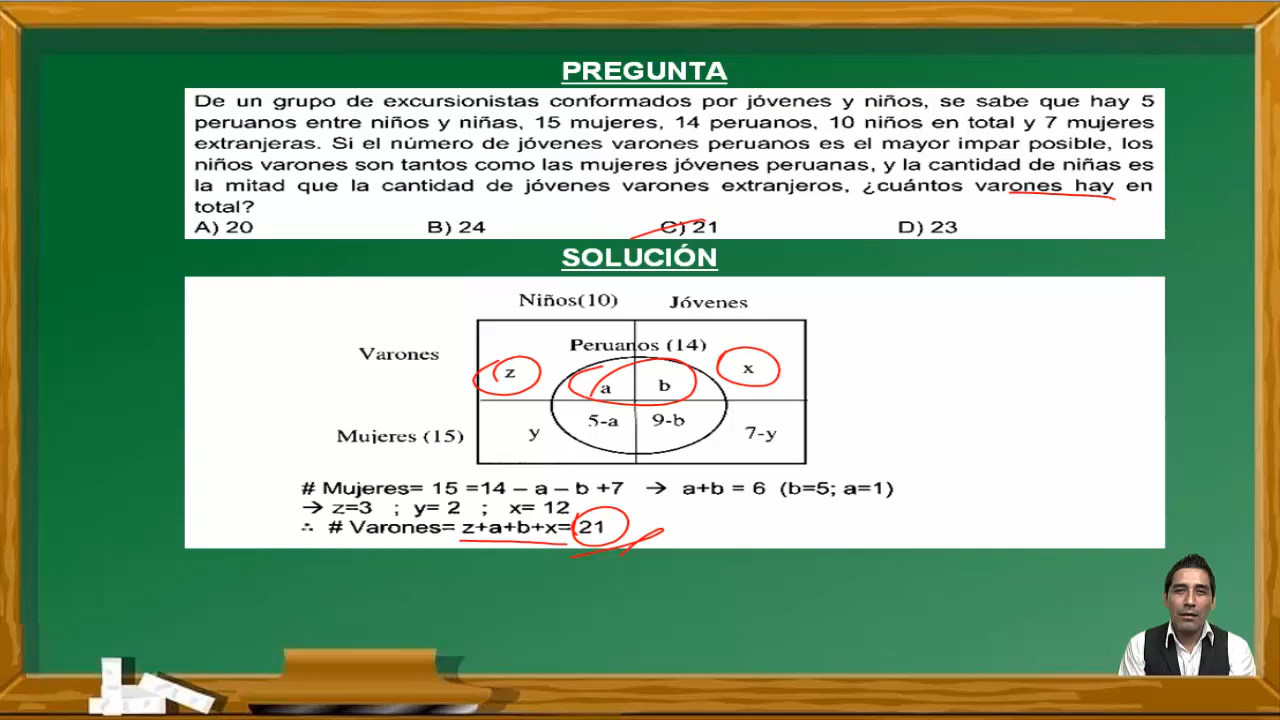 PREGUNTA
De un grupo de excursionistas conformados por jóvenes y niños, se sabe que hay 5
peruanos entre niños y niñas, 15 mujeres, 14 peruanos, 10 niños en total y 7 mujeres
extranjeras. Si el número de jóvenes varones peruanos es el mayor impar posible, los
niños varones son tantos como las mujeres jóvenes peruanas, y la cantidad de niñas es
la mitad que la cantidad de jóvenes varones extranjeros, ¿cuántos varones hay en
total?
A) 20 B) 24 C) 21 D) 23
SOLUCIÓN
Niños(10) Jóvenes
Peruanos (14)
Varones
z x
a b
5-a 9-b
Mujeres (15) y 7-y
# Mujeres= 15 =14 – a – b +7 → a+b = 6 (b=5; a=1)
→ z=3 ; y= 2 ; x= 12
∴ # Varones= z+a+b+x= 21